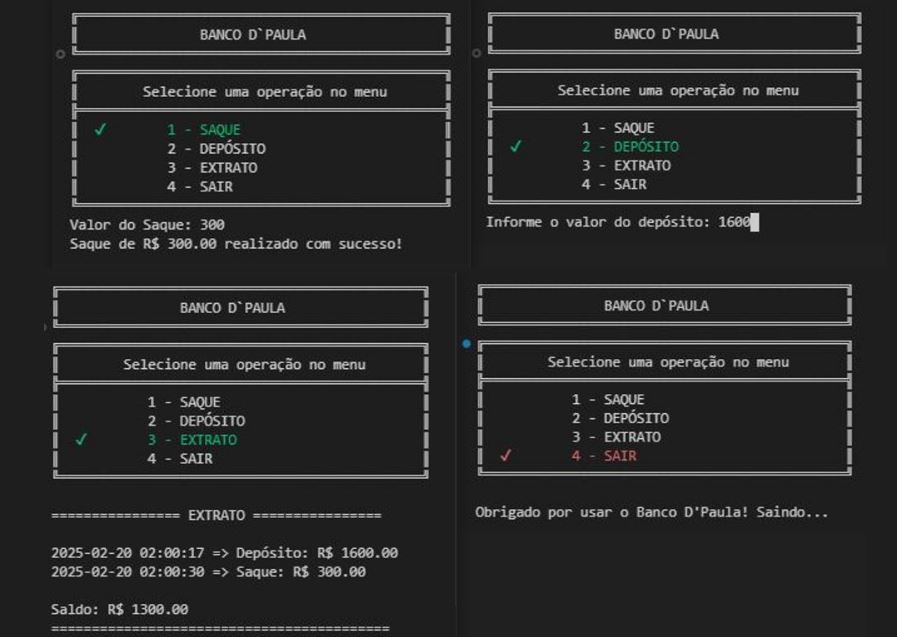 BANCO D`PAULA
Selecione uma operação no menu
✓ 1 - SAQUE
2 - DEPÓSITO
3 - EXTRATO
4 - SAIR
Valor do Saque: 300
Saque de R$ 300.00 realizado com sucesso!
BANCO D`PAULA
Selecione uma operação no menu
1 - SAQUE
✓ 2 - DEPÓSITO
3 - EXTRATO
4 - SAIR
Informe o valor do depósito: 1600
BANCO D`PAULA
Selecione uma operação no menu
1 - SAQUE
2 - DEPÓSITO
✓ 3 - EXTRATO
4 - SAIR
================ EXTRATO ================
2025-02-20 02:00:17 => Depósito: R$ 1600.00
2025-02-20 02:00:30 => Saque: R$ 300.00
Saldo: R$ 1300.00
==========================================
BANCO D`PAULA
Selecione uma operação no menu
1 - SAQUE
2 - DEPÓSITO
3 - EXTRATO
✓ 4 - SAIR
Obrigado por usar o Banco D'Paula! Saindo...